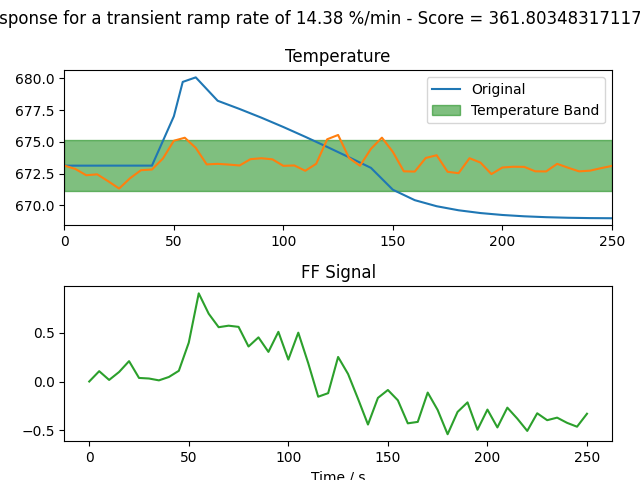 sponse for a transient ramp rate of 14.38 %/min - Score = 361.80348317117
Temperature
680.0
677.5
675.0
672.5
670.0
Original
Temperature Band
0 50 100 150 200 250
FF Signal
0.5
0.0
−0.5
0 50 100 150 200 250
Time / s